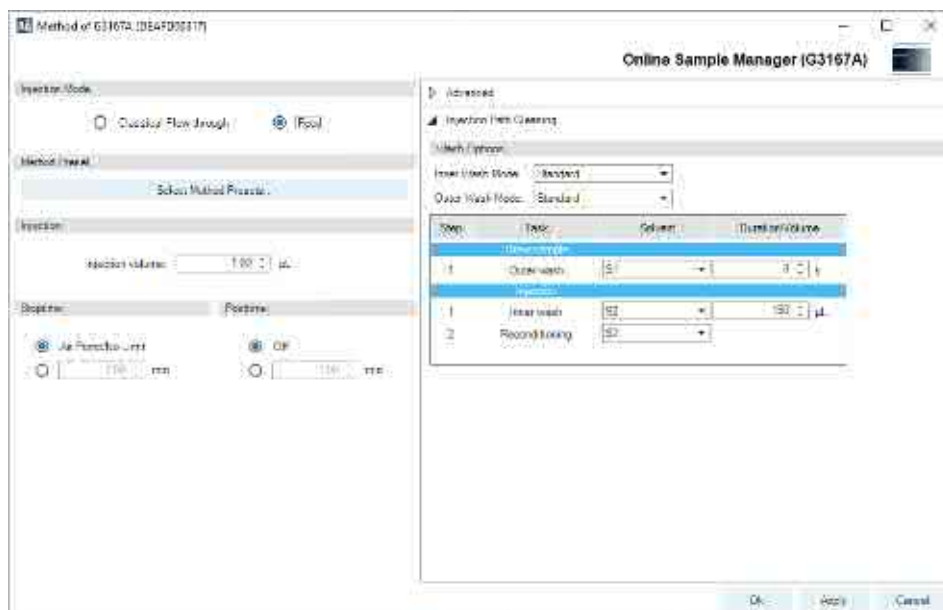 Method of G3167A
Online Sample Manager (G3167A)
Injection Mode
Classical Flow through
Feed
Method Preset
Select Method Presets...
Injection
Injection volume: 1.00 µL
Stoptime
Posttime
As Pump/No Limit
Off
min
min
Advanced
Injection Path Cleaning
Wash Options
Inner Wash Mode: Standard
Outer Wash Mode: Standard
Step Task Solvent Duration/Volume
1 Outer wash S1 s
Injection
1 Inner wash S2 150 µL
2 Reconditioning S2
Ok Apply Cancel